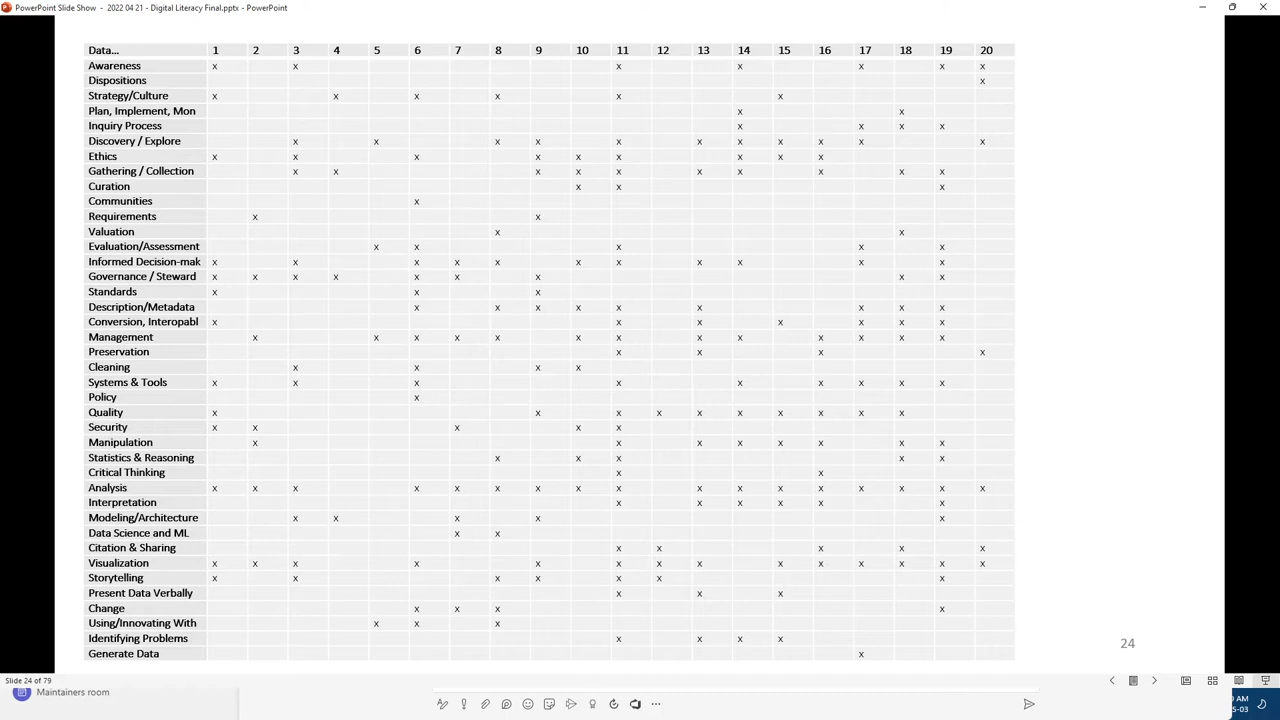 PowerPoint Slide Show - 2022 04 21 - Digital Literacy Final.pptx - PowerPoint
Data... 1 2 3 4 5 6 7 8 9 10 11 12 13 14 15 16 17 18 19 20
Awareness x x x x x x x
Dispositions x
Strategy/Culture x x x x x x
Plan, Implement, Mon x x
Inquiry Process x x x x
Discovery / Explore x x x x x x x x x x x
Ethics x x x x x x x x x
Gathering / Collection x x x x x x x x x x
Curation x x x
Communities x
Requirements x x
Valuation x x
Evaluation/Assessment x x x x x
Informed Decision-mak x x x x x x x x x x x
Governance / Steward x x x x x x x x x
Standards x x x
Description/Metadata x x x x x x x x x
Conversion, Interopabl x x x x x x x
Management x x x x x x x x x x x x x
Preservation x x x x
Cleaning x x x x
Systems & Tools x x x x x x x x x
Policy x
Quality x x x x x x x x x x
Security x x x x x
Manipulation x x x x x x x x
Statistics & Reasoning x x x x x
Critical Thinking x x
Analysis x x x x x x x x x x x x x x x x x
Interpretation x x x x x x
Modeling/Architecture x x x x x
Data Science and ML x x
Citation & Sharing x x x x x
Visualization x x x x x x x x x x x x x x
Storytelling x x x x x x x
Present Data Verbally x x x
Change x x x x
Using/Innovating With x x x
Identifying Problems x x x x
Generate Data x
24
Slide 24 of 79
Maintainers room
AM
5-03